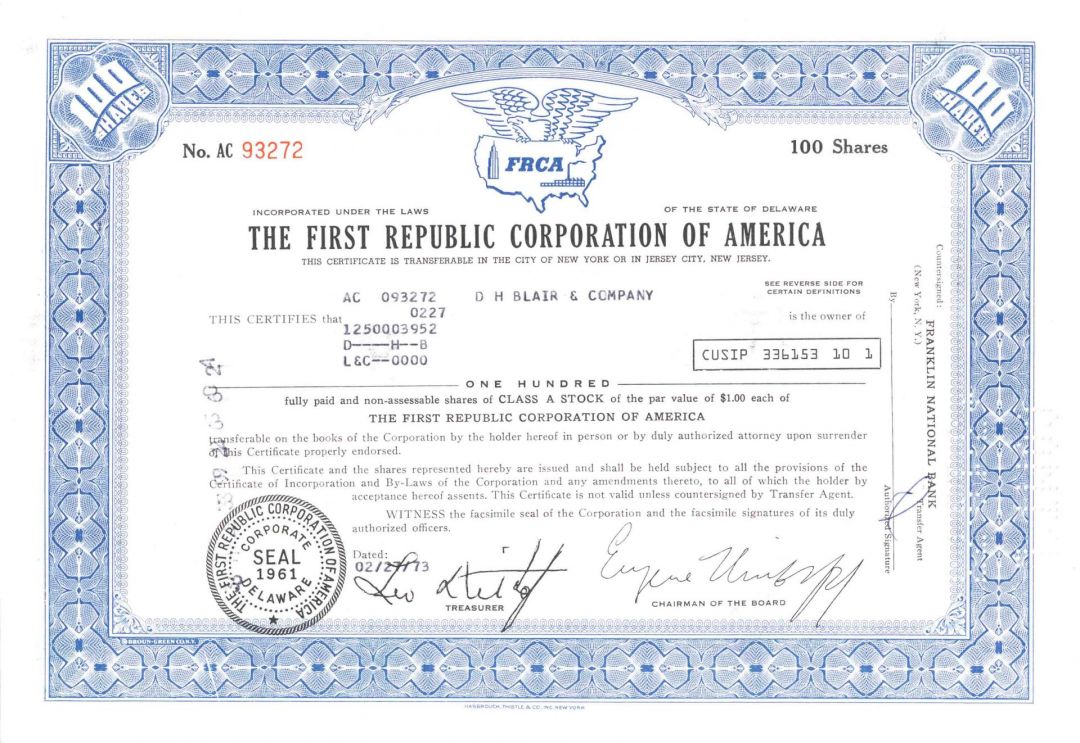 100 SHARES
100 SHARES
No. AC 93272
100 Shares
FRCA
INCORPORATED UNDER THE LAWS
OF THE STATE OF DELAWARE
THE FIRST REPUBLIC CORPORATION OF AMERICA
THIS CERTIFICATE IS TRANSFERABLE IN THE CITY OF NEW YORK OR IN JERSEY CITY, NEW JERSEY.
SEE REVERSE SIDE FOR
CERTAIN DEFINITIONS
AC 093272 D H BLAIR & COMPANY
0227
THIS CERTIFIES that
is the owner of
1250003952
D----H--B
L&C--0000
CUSIP 336153 10 1
ONE HUNDRED
fully paid and non-assessable shares of CLASS A STOCK of the par value of $1.00 each of
THE FIRST REPUBLIC CORPORATION OF AMERICA
transferable on the books of the Corporation by the holder hereof in person or by duly authorized attorney upon surrender
of this Certificate properly endorsed.
This Certificate and the shares represented hereby are issued and shall be held subject to all the provisions of the
Certificate of Incorporation and By-Laws of the Corporation and any amendments thereto, to all of which the holder by
acceptance hereof assents. This Certificate is not valid unless countersigned by Transfer Agent.
WITNESS the facsimile seal of the Corporation and the facsimile signatures of its duly
authorized officers.
Dated:
02/27/73
TREASURER
CHAIRMAN OF THE BOARD
THE FIRST REPUBLIC CORPORATION OF AMERICA
CORPORATE
SEAL
1961
DELAWARE
Countersigned:
FRANKLIN NATIONAL BANK
(New York, N. Y.)
Transfer Agent
By
Authorized Signature
BROUN-GREEN CO. N.Y.
HASBROUCK, THISTLE & CO., INC. NEW YORK